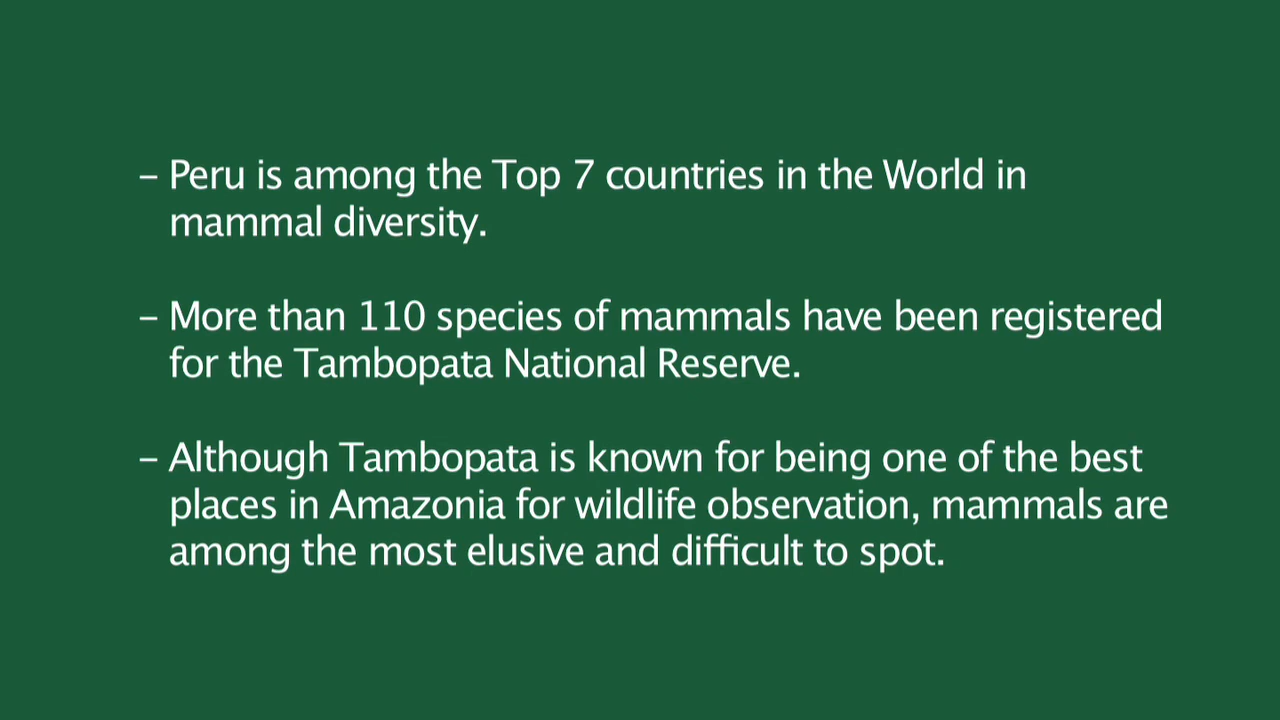 – Peru is among the Top 7 countries in the World in
mammal diversity.
– More than 110 species of mammals have been registered
for the Tambopata National Reserve.
– Although Tambopata is known for being one of the best
places in Amazonia for wildlife observation, mammals are
among the most elusive and difficult to spot.